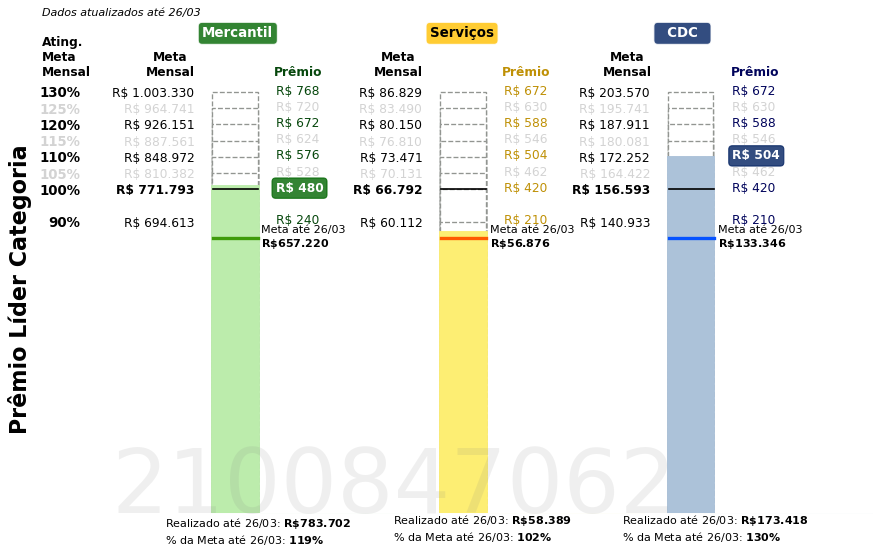 Dados atualizados até 26/03
Mercantil Serviços CDC
Ating.
Meta Meta Meta Meta
Mensal Mensal Prêmio Mensal Prêmio Mensal Prêmio
130% R$ 1.003.330 R$ 768 R$ 86.829 R$ 672 R$ 203.570 R$ 672
125% R$ 964.741 R$ 720 R$ 83.490 R$ 630 R$ 195.741 R$ 630
120% R$ 926.151 R$ 672 R$ 80.150 R$ 588 R$ 187.911 R$ 588
115% R$ 887.561 R$ 624 R$ 76.810 R$ 546 R$ 180.081 R$ 546
110% R$ 848.972 R$ 576 R$ 73.471 R$ 504 R$ 172.252 R$ 504
105% R$ 810.382 R$ 528 R$ 70.131 R$ 462 R$ 164.422 R$ 462
100% R$ 771.793 R$ 480 R$ 66.792 R$ 420 R$ 156.593 R$ 420
90% R$ 694.613 R$ 240 R$ 60.112 R$ 210 R$ 140.933 R$ 210
Meta até 26/03 Meta até 26/03 Meta até 26/03
R$657.220 R$56.876 R$133.346
Prêmio Líder Categoria
2100847062
Realizado até 26/03: R$783.702 Realizado até 26/03: R$58.389 Realizado até 26/03: R$173.418
% da Meta até 26/03: 119% % da Meta até 26/03: 102% % da Meta até 26/03: 130%